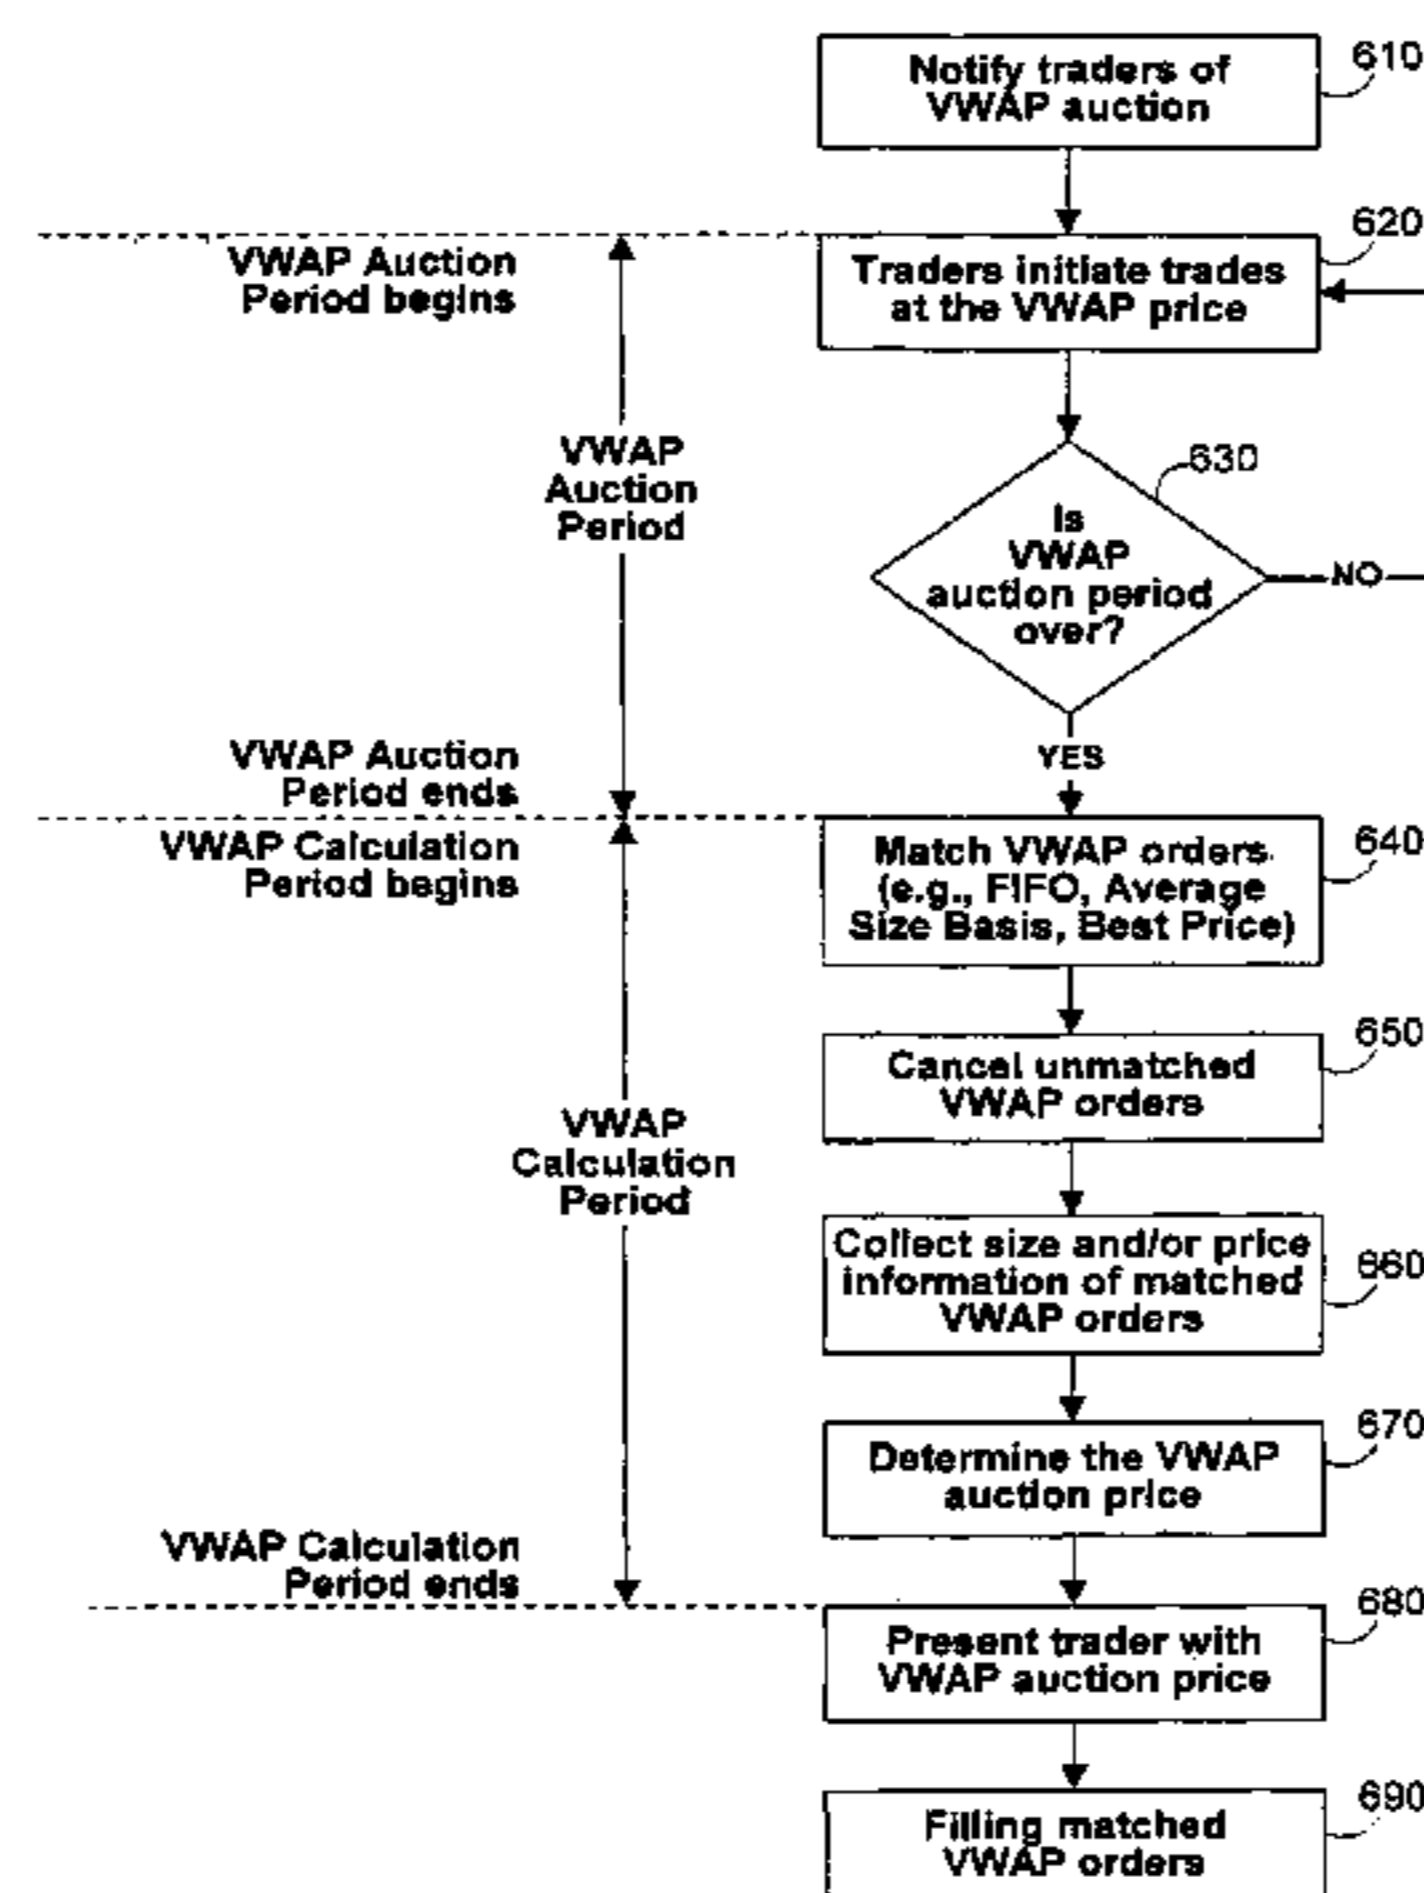 Notify traders of
VWAP auction
610
VWAP Auction
Period begins
Traders initiate trades
at the VWAP price
620
VWAP
Auction
Period
Is
VWAP
auction period
over?
630
NO
YES
VWAP Auction
Period ends
VWAP Calculation
Period begins
Match VWAP orders
(e.g., FIFO, Average
Size Basis, Best Price)
640
Cancel unmatched
VWAP orders
650
VWAP
Calculation
Period
Collect size and/or price
information of matched
VWAP orders
660
Determine the VWAP
auction price
670
VWAP Calculation
Period ends
Present trader with
VWAP auction price
680
Filling matched
VWAP orders
690